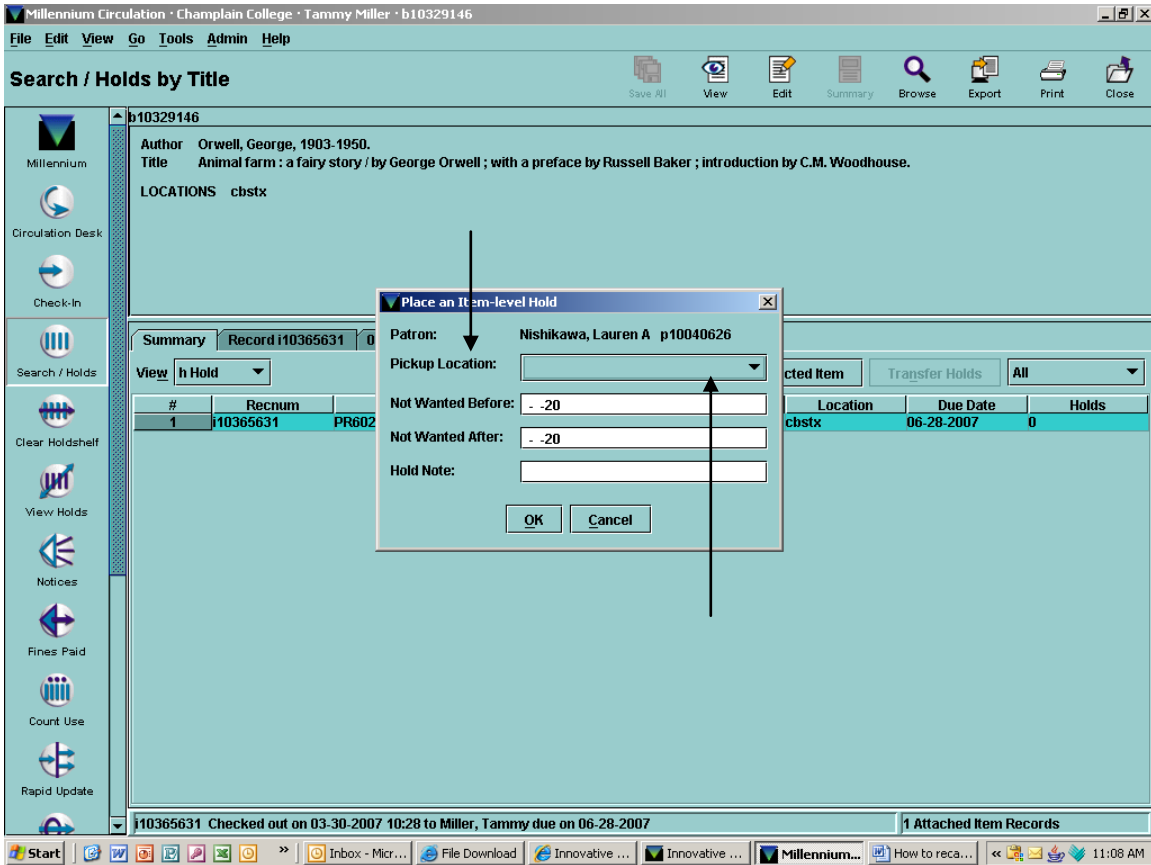 Millennium Circulation · Champlain College · Tammy Miller · b10329146
File Edit View Go Tools Admin Help
Search / Holds by Title
Save All View Edit Summary Browse Export Print Close
b10329146
Author Orwell, George, 1903-1950.
Title Animal farm : a fairy story / by George Orwell ; with a preface by Russell Baker ; introduction by C.M. Woodhouse.
LOCATIONS cbstx
Millennium
Circulation Desk
Check-In
Search / Holds
Clear Holdshelf
View Holds
Notices
Fines Paid
Count Use
Rapid Update
Summary Record i10365631 0
View h Hold cted Item Transfer Holds All
# Recnum Location Due Date Holds
1 i10365631 PR602 cbstx 06-28-2007 0
Place an Item-level Hold
Patron: Nishikawa, Lauren A p10040626
Pickup Location:
Not Wanted Before: - -20
Not Wanted After: - -20
Hold Note:
OK Cancel
i10365631 Checked out on 03-30-2007 10:28 to Miller, Tammy due on 06-28-2007 1 Attached Item Records
Start » Inbox - Micr... File Download Innovative ... Innovative ... Millennium... How to reca... « 11:08 AM